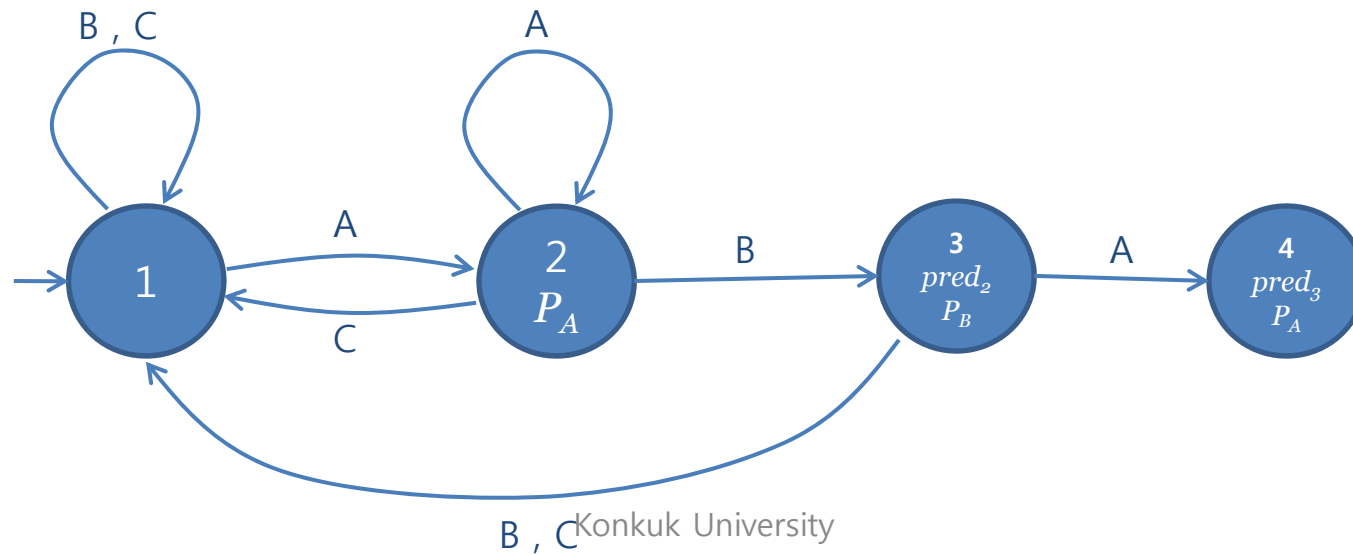 B , C
A
A
C
B
A
1
2
P_A
3
pred_2
P_B
4
pred_3
P_A
B , C
Konkuk University